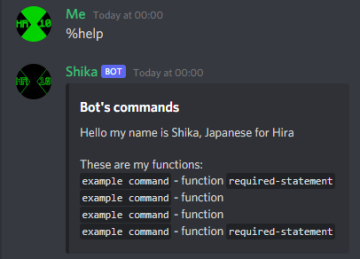 Me Today at 00:00
%help
Shika BOT Today at 00:00
Bot's commands
Hello my name is Shika, Japanese for Hira
These are my functions:
example command - function required-statement
example command - function
example command - function
example command - function required-statement